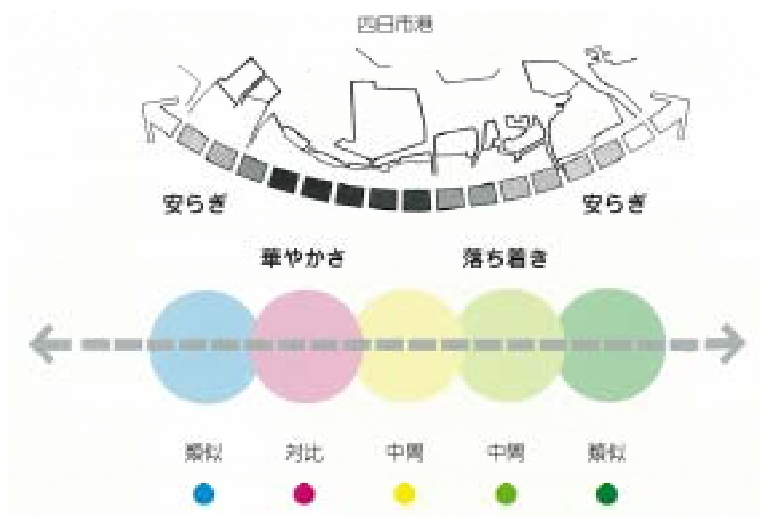 四日市港
安らぎ
安らぎ
華やかさ
落ち着き
類似
対比
中間
中間
類似